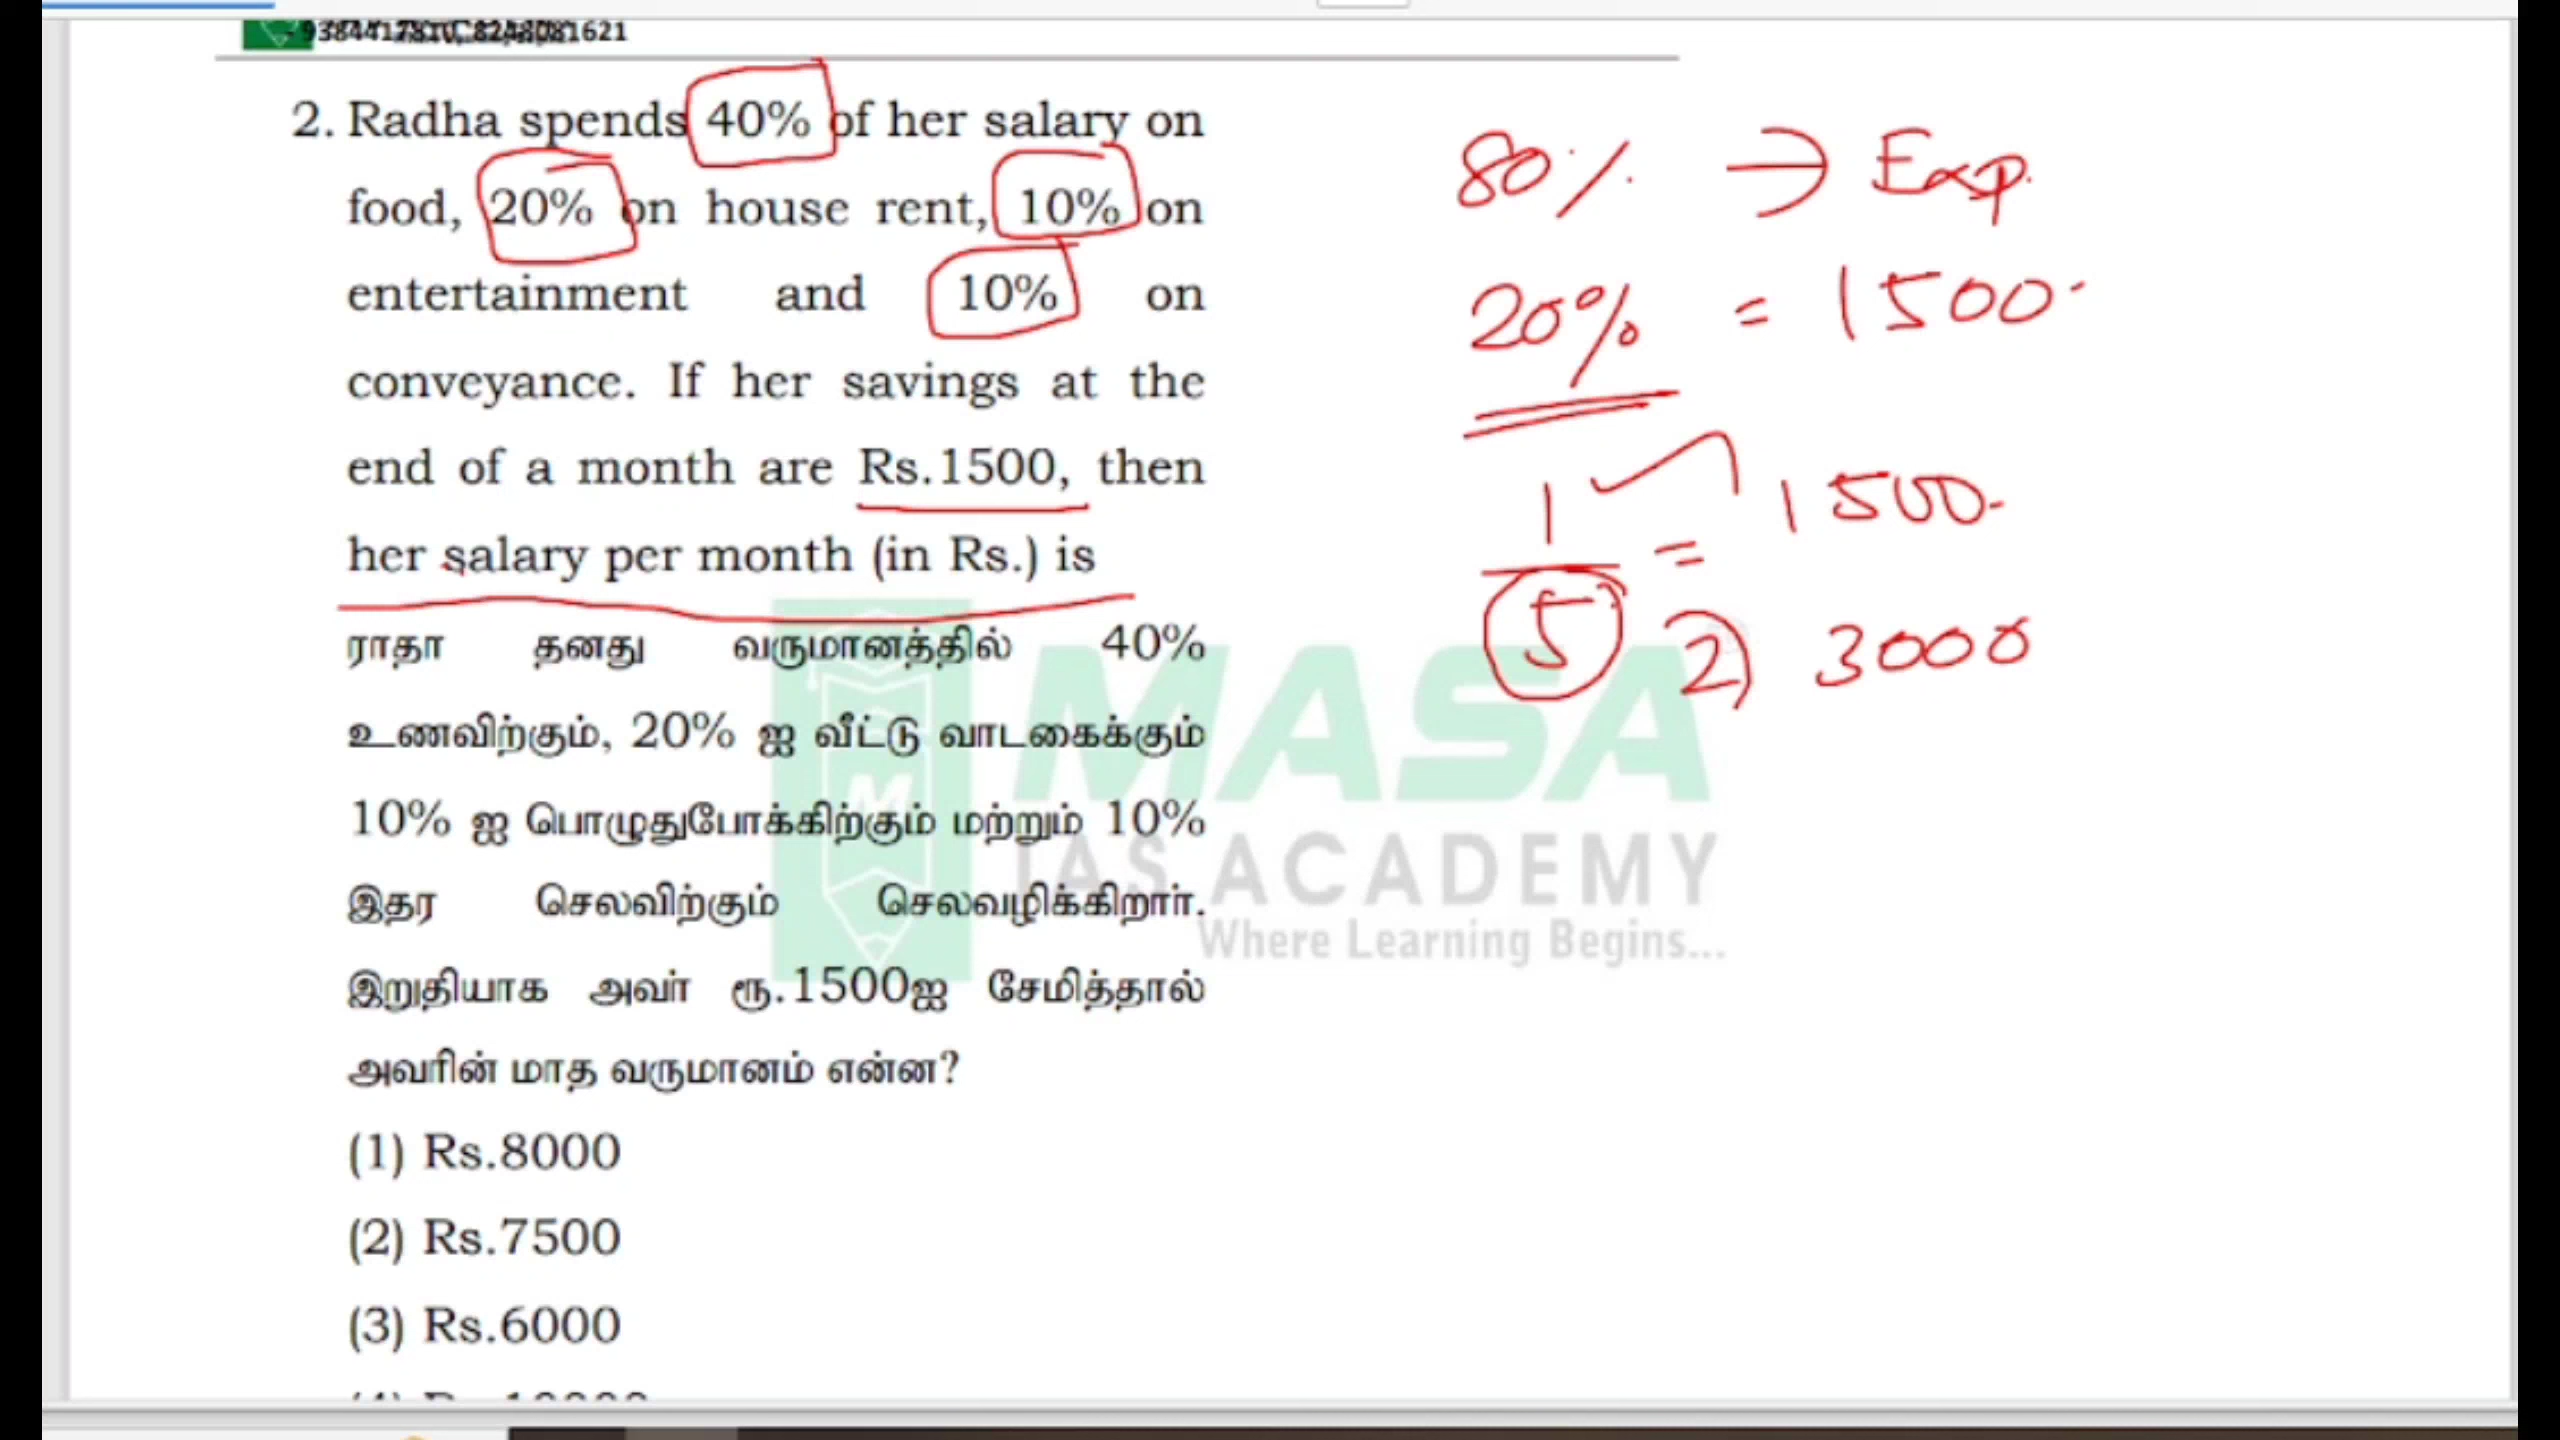 2. Radha spends 40% of her salary on
food, 20% on house rent, 10% on
entertainment and 10% on
conveyance. If her savings at the
end of a month are Rs.1500, then
her salary per month (in Rs.) is
ராதா தனது வருமானத்தில் 40%
உணவிற்கும், 20% ஐ வீட்டு வாடகைக்கும்
10% ஐ பொழுதுபோக்கிற்கும் மற்றும் 10%
இதர செலவிற்கும் செலவழிக்கிறார்.
இறுதியாக அவர் ரூ.1500ஐ சேமித்தால்
அவரின் மாத வருமானம் என்ன?
(1) Rs.8000
(2) Rs.7500
(3) Rs.6000
80% → Exp.
20% = 1500
1
5
= 1500
2) 3000
MASA
IAS ACADEMY
Where Learning Begins...